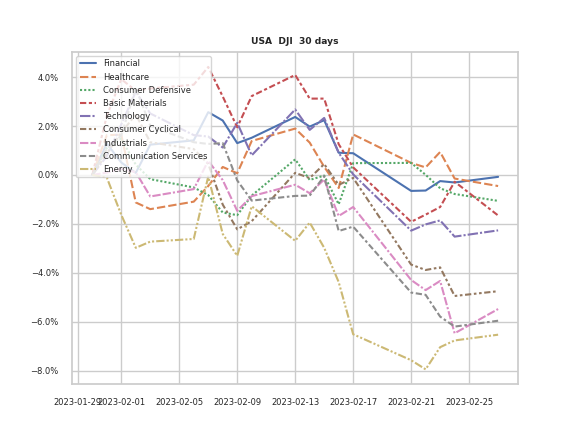 USA DJI 30 days
4.0%
2.0%
0.0%
−2.0%
−4.0%
−6.0%
−8.0%
Financial
Healthcare
Consumer Defensive
Basic Materials
Technology
Consumer Cyclical
Industrials
Communication Services
Energy
2023-01-29 2023-02-01 2023-02-05 2023-02-09 2023-02-13 2023-02-17 2023-02-21 2023-02-25